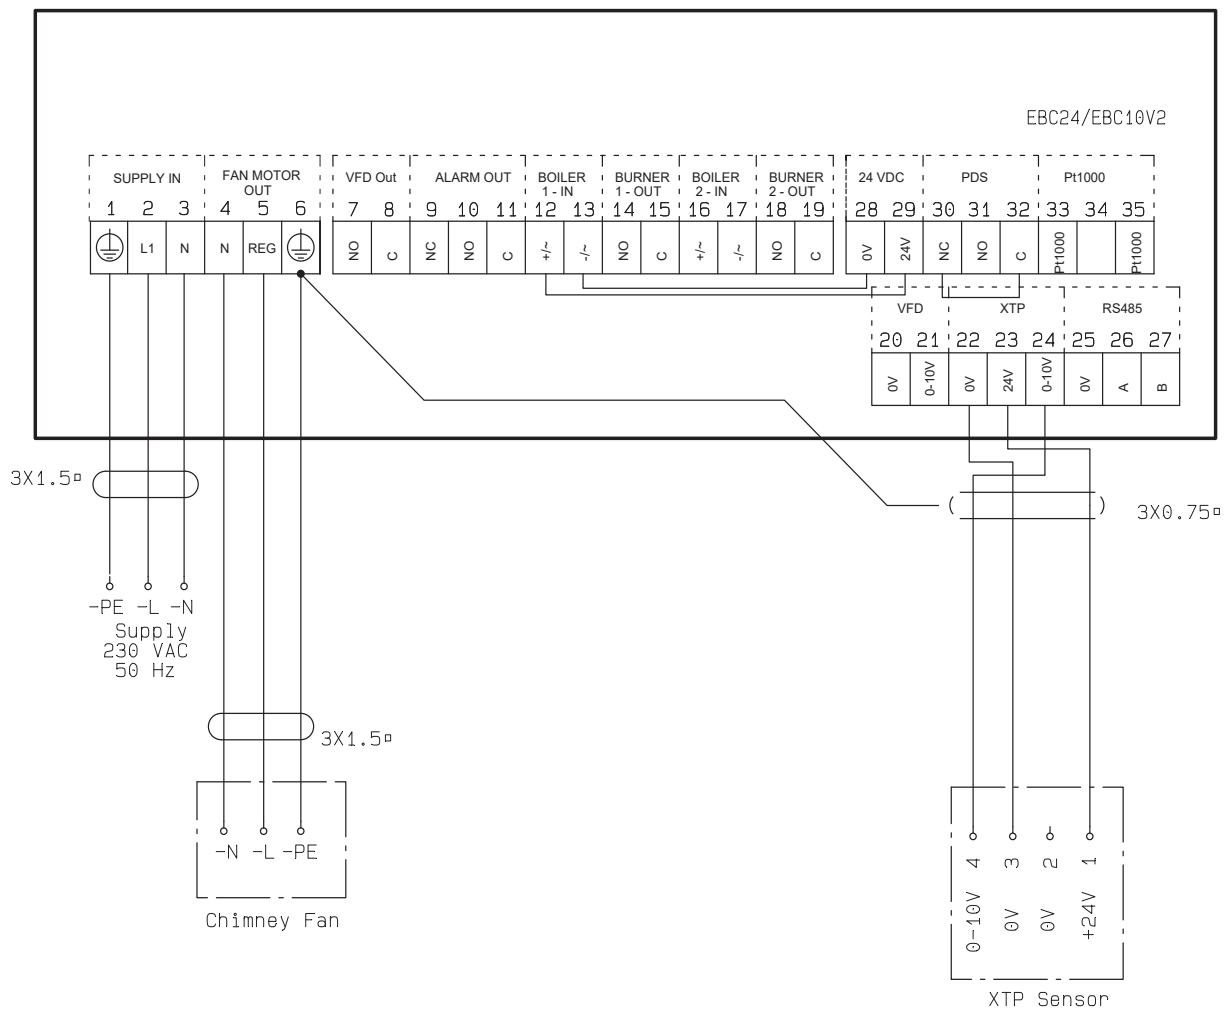 EBC24/EBC10V2
SUPPLY IN
FAN MOTOR
OUT
VFD Out
ALARM OUT
BOILER
1 - IN
BURNER
1 - OUT
BOILER
2 - IN
BURNER
2 - OUT
24 VDC
PDS
Pt1000
1 2 3 4 5 6 7 8 9 10 11 12 13 14 15 16 17 18 19 28 29 30 31 32 33 34 35
L1 N N REG NO C NC NO C +/~ -/~ NO C +/~ -/~ NO C 0V 24V NC NO C Pt1000 Pt1000
VFD
XTP
RS485
20 21 22 23 24 25 26 27
0V 0-10V 0V 24V 0-10V 0V A B
3X1.5▫
3X0.75▫
-PE -L -N
Supply
230 VAC
50 Hz
3X1.5▫
-N -L -PE
Chimney Fan
4 3 2 1
0-10V 0V 0V +24V
XTP Sensor